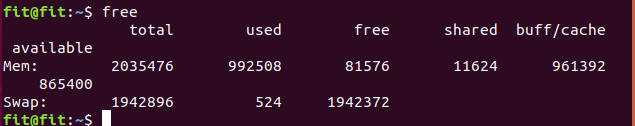 fit@fit:~$ free
              total        used        free      shared  buff/cache
 available
Mem:        2035476      992508       81576       11624      961392
    865400
Swap:       1942896         524     1942372
fit@fit:~$